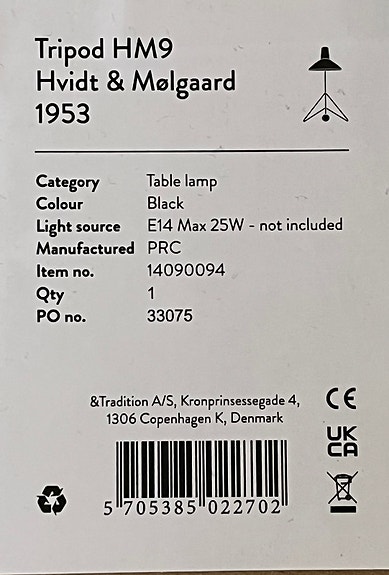 Tripod HM9
Hvidt & Mølgaard
1953
Category Table lamp
Colour Black
Light source E14 Max 25W - not included
Manufactured PRC
Item no. 14090094
Qty 1
PO no. 33075
&Tradition A/S, Kronprinsessegade 4,
1306 Copenhagen K, Denmark
CE
UK
CA
5 705385 022702